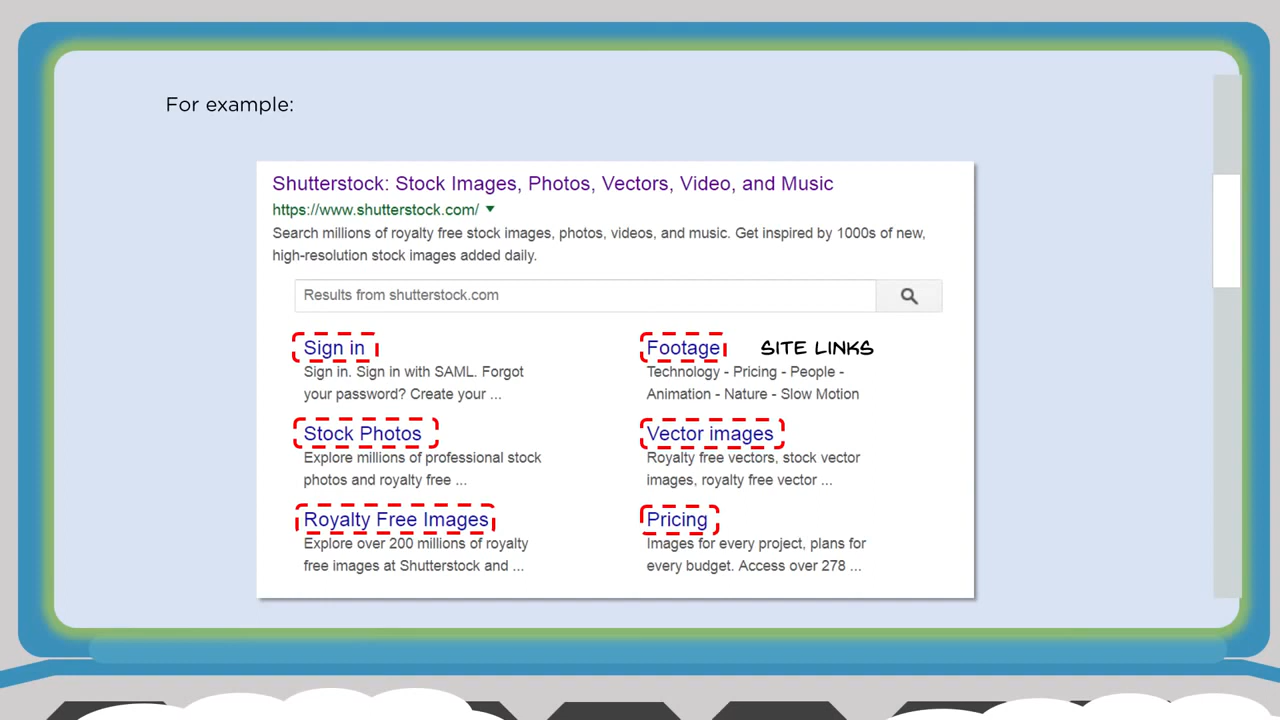 For example:
Shutterstock: Stock Images, Photos, Vectors, Video, and Music
https://www.shutterstock.com/
Search millions of royalty free stock images, photos, videos, and music. Get inspired by 1000s of new,
high-resolution stock images added daily.
Results from shutterstock.com
Sign in
Sign in. Sign in with SAML. Forgot
your password? Create your ...
Footage
SITE LINKS
Technology - Pricing - People -
Animation - Nature - Slow Motion
Stock Photos
Explore millions of professional stock
photos and royalty free ...
Vector images
Royalty free vectors, stock vector
images, royalty free vector ...
Royalty Free Images
Explore over 200 millions of royalty
free images at Shutterstock and ...
Pricing
Images for every project, plans for
every budget. Access over 278 ...